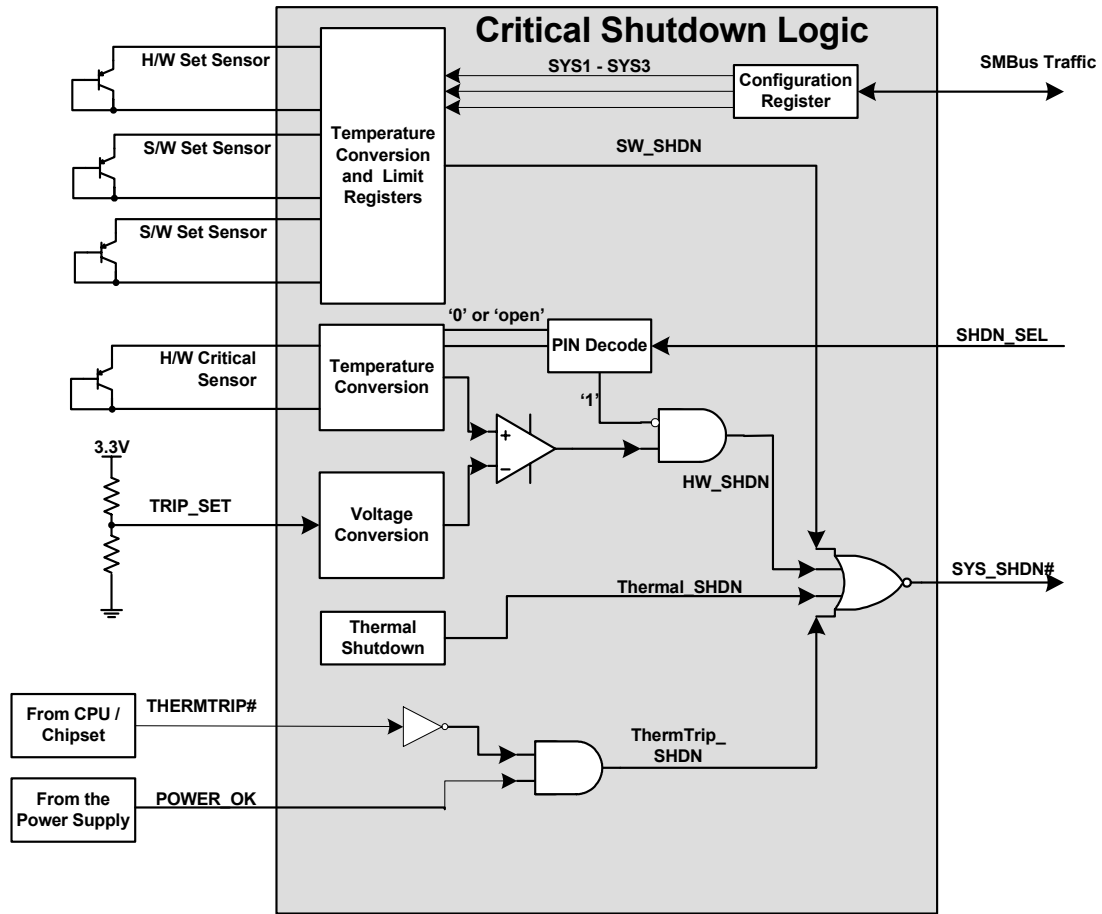 Critical Shutdown Logic
H/W Set Sensor
SYS1 - SYS3
Configuration
Register
SMBus Traffic
S/W Set Sensor
Temperature
Conversion
and Limit
Registers
SW_SHDN
S/W Set Sensor
‘0’ or ‘open’
PIN Decode
SHDN_SEL
H/W Critical
Sensor
Temperature
Conversion
‘1’
+
−
3.3V
HW_SHDN
TRIP_SET
Voltage
Conversion
SYS_SHDN#
Thermal_SHDN
Thermal
Shutdown
From CPU /
Chipset
THERMTRIP#
ThermTrip_
SHDN
From the
Power Supply
POWER_OK